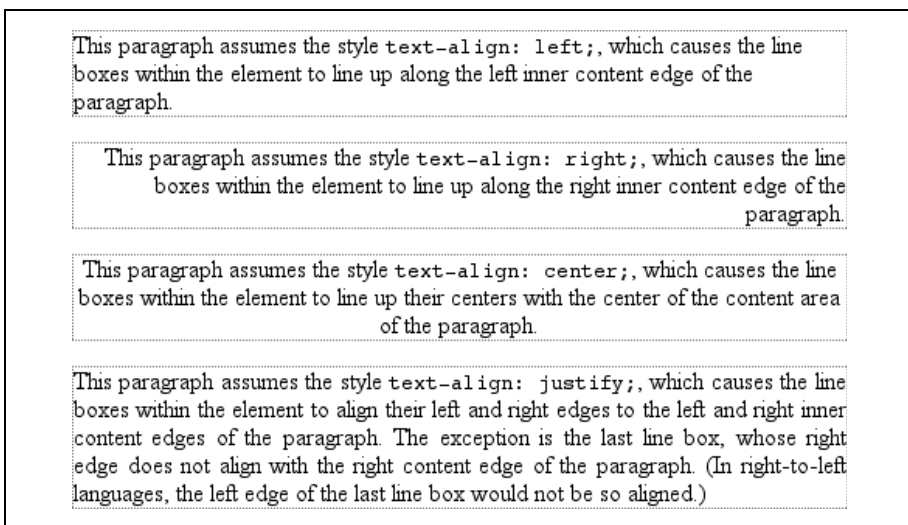 This paragraph assumes the style text-align: left;, which causes the line
boxes within the element to line up along the left inner content edge of the
paragraph.
This paragraph assumes the style text-align: right;, which causes the line
boxes within the element to line up along the right inner content edge of the
paragraph.
This paragraph assumes the style text-align: center;, which causes the line
boxes within the element to line up their centers with the center of the content area
of the paragraph.
This paragraph assumes the style text-align: justify;, which causes the line
boxes within the element to align their left and right edges to the left and right inner
content edges of the paragraph. The exception is the last line box, whose right
edge does not align with the right content edge of the paragraph. (In right-to-left
languages, the left edge of the last line box would not be so aligned.)